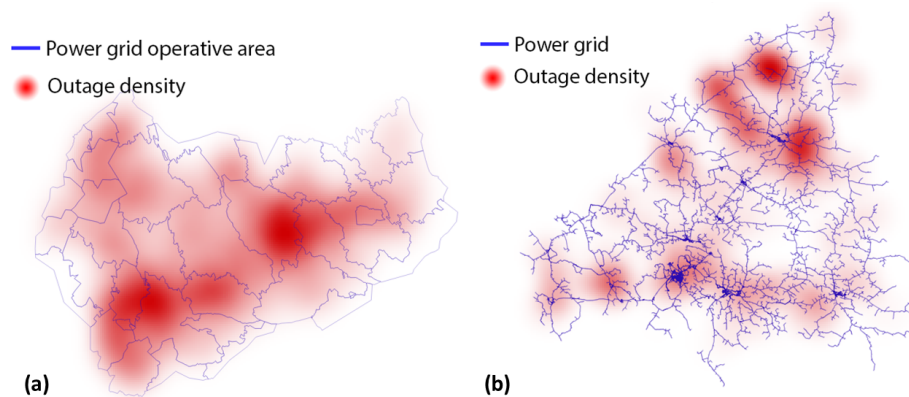 Power grid operative area
Outage density
(a)
Power grid
Outage density
(b)